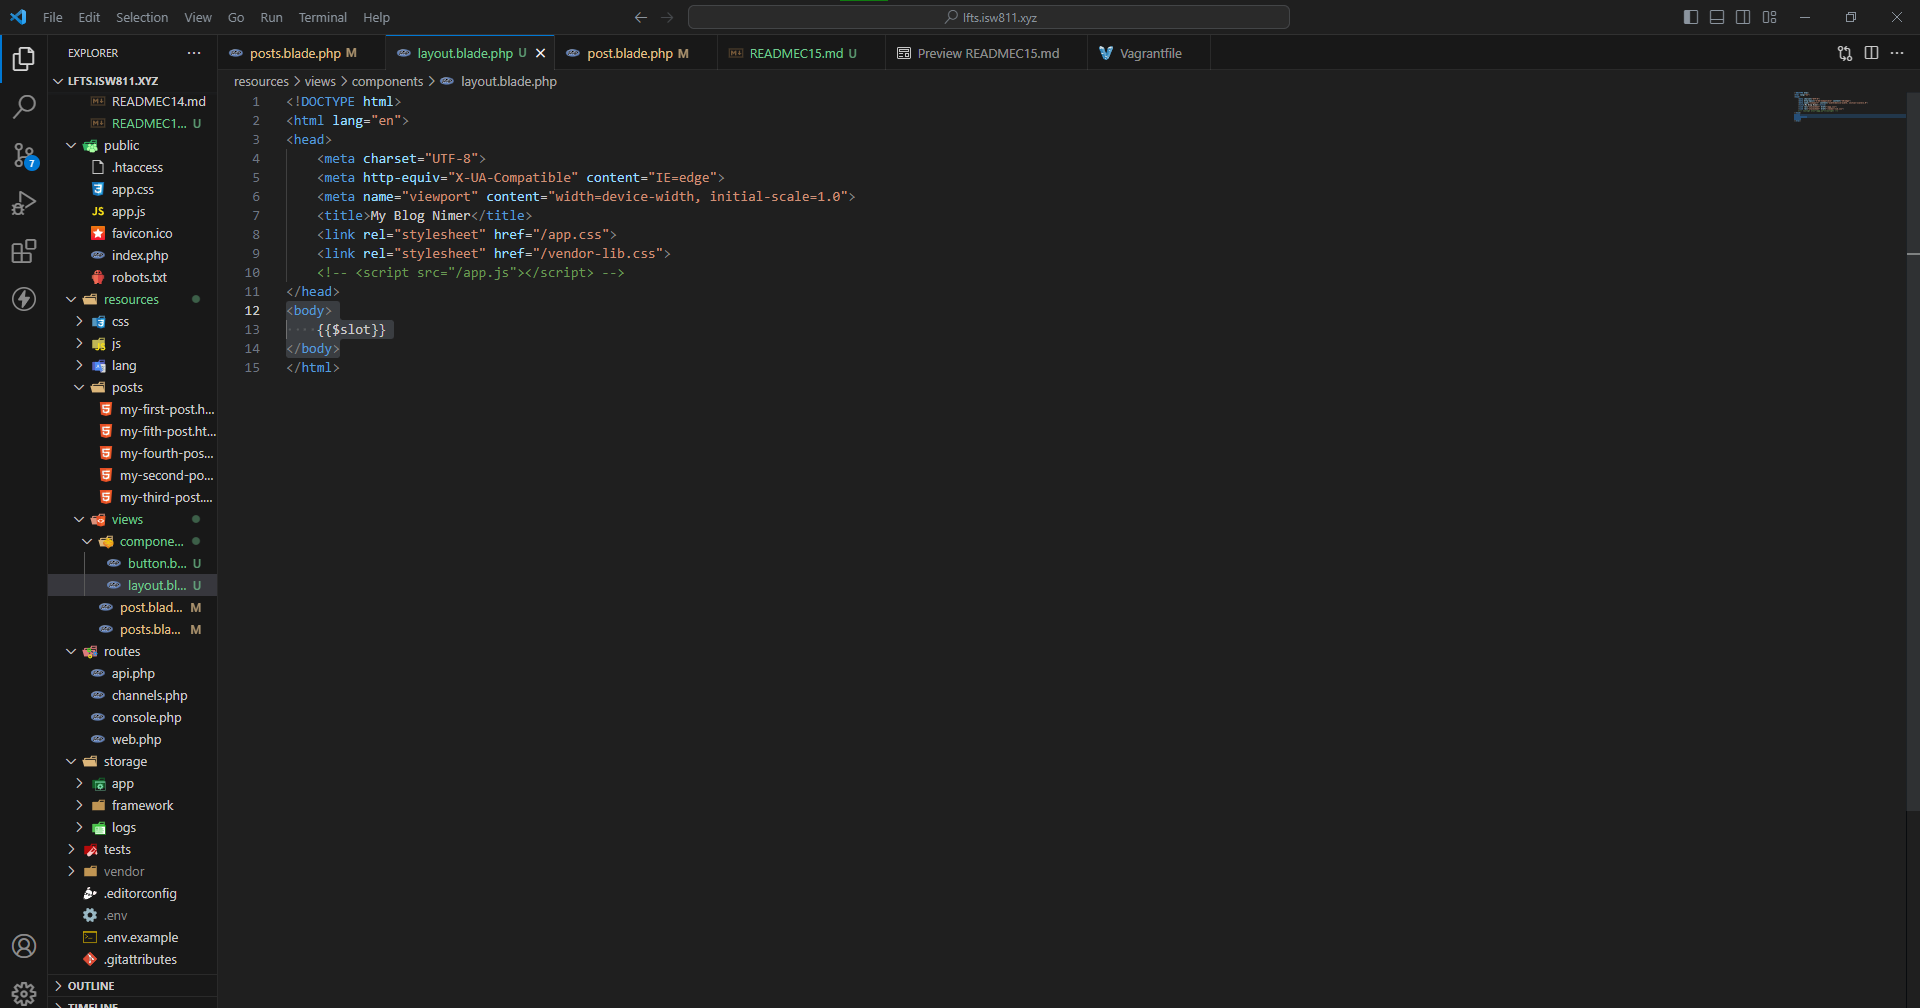 File Edit Selection View Go Run Terminal Help
lfts.isw811.xyz
EXPLORER
posts.blade.php M
layout.blade.php U
post.blade.php M
READMEC15.md U
Preview READMEC15.md
Vagrantfile
LFTS.ISW811.XYZ
READMEC14.md
READMEC1... U
public
.htaccess
app.css
JS app.js
favicon.ico
index.php
robots.txt
resources
css
js
lang
posts
my-first-post.h...
my-fith-post.ht...
my-fourth-pos...
my-second-po...
my-third-post....
views
compone...
button.b... U
layout.bl... U
post.blad... M
posts.bla... M
routes
api.php
channels.php
console.php
web.php
storage
app
framework
logs
tests
vendor
.editorconfig
.env
.env.example
.gitattributes
OUTLINE
TIMELINE
7
resources > views > components > layout.blade.php
1 <!DOCTYPE html>
2 <html lang="en">
3 <head>
4 <meta charset="UTF-8">
5 <meta http-equiv="X-UA-Compatible" content="IE=edge">
6 <meta name="viewport" content="width=device-width, initial-scale=1.0">
7 <title>My Blog Nimer</title>
8 <link rel="stylesheet" href="/app.css">
9 <link rel="stylesheet" href="/vendor-lib.css">
10 <!-- <script src="/app.js"></script> -->
11 </head>
12 <body>
13 ····{{$slot}}
14 </body>
15 </html>